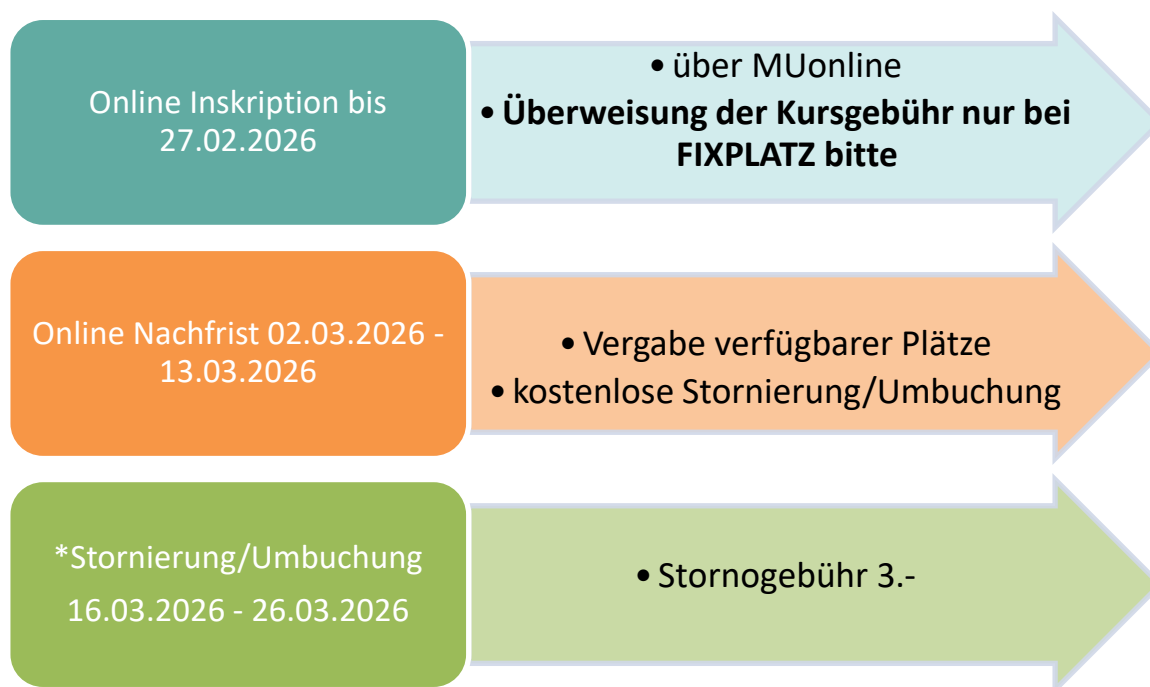 Online Inskription bis
27.02.2026
• über MUonline
• Überweisung der Kursgebühr nur bei
FIXPLATZ bitte
Online Nachfrist 02.03.2026 -
13.03.2026
• Vergabe verfügbarer Plätze
• kostenlose Stornierung/Umbuchung
*Stornierung/Umbuchung
16.03.2026 - 26.03.2026
• Stornogebühr 3.-